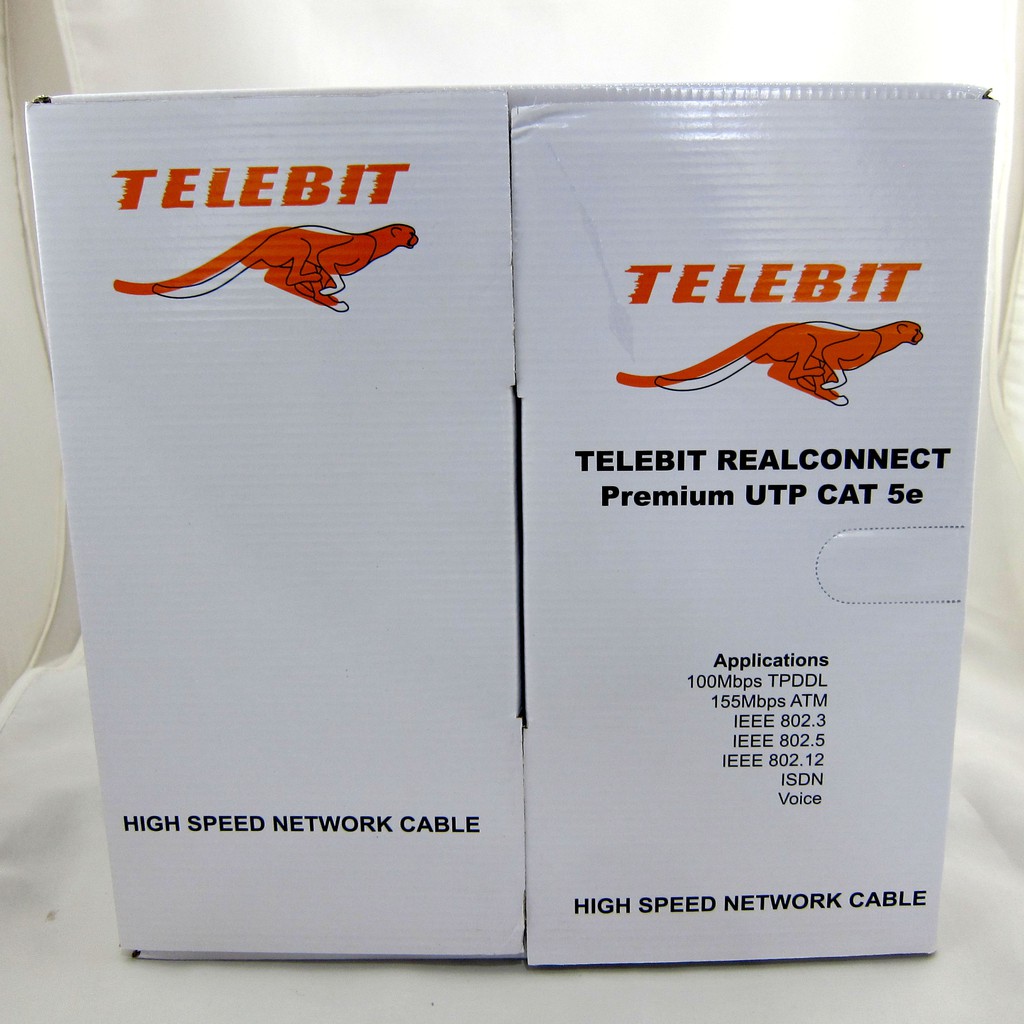 TELEBIT
HIGH SPEED NETWORK CABLE
TELEBIT
TELEBIT REALCONNECT
Premium UTP CAT 5e
Applications
100Mbps TPDDL
155Mbps ATM
IEEE 802.3
IEEE 802.5
IEEE 802.12
ISDN
Voice
HIGH SPEED NETWORK CABLE